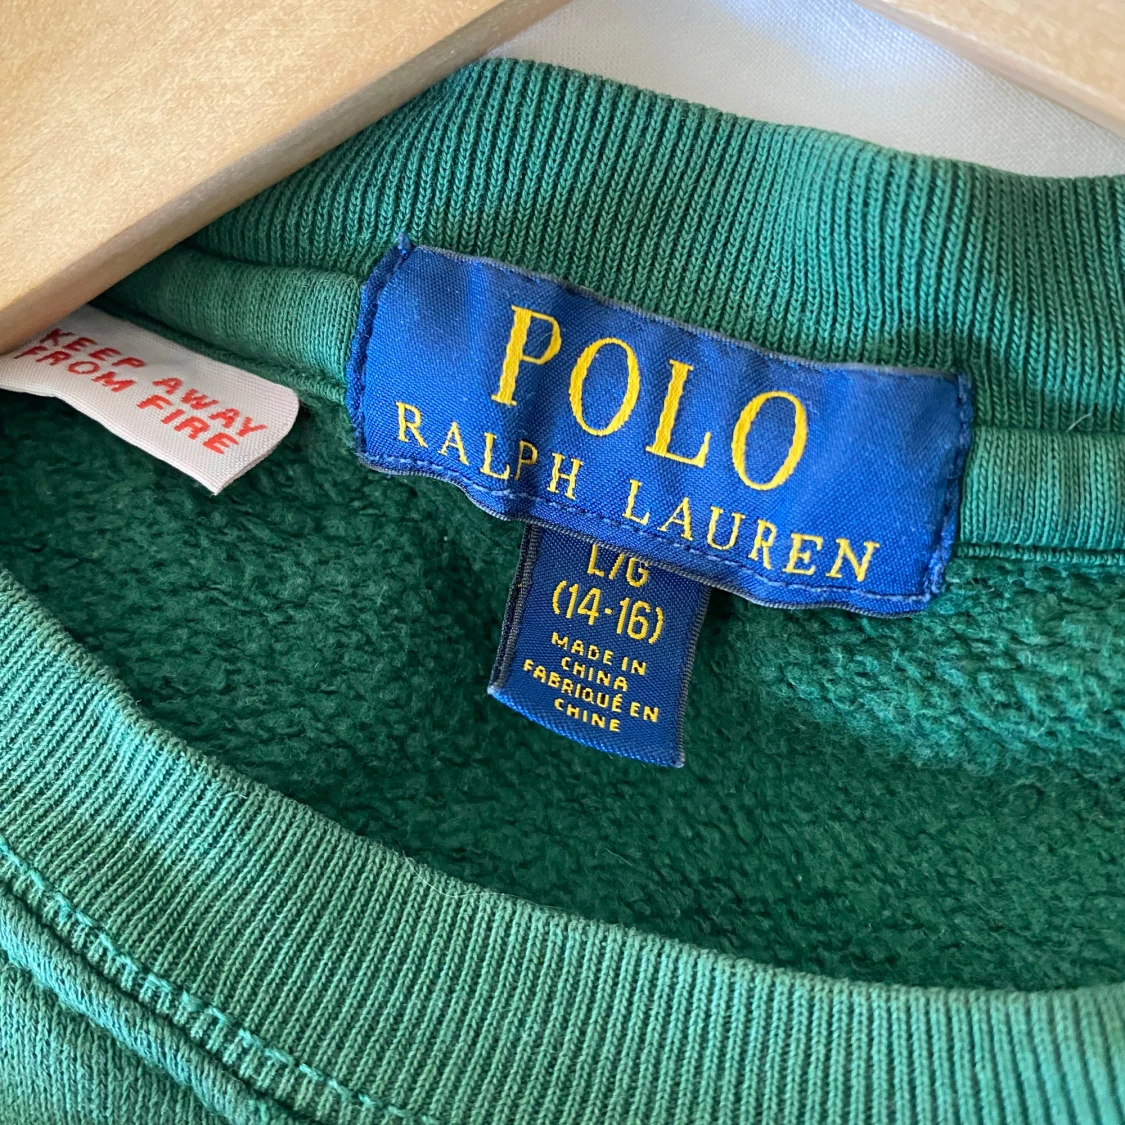 KEEP AWAY
FROM FIRE
POLO
RALPH LAUREN
L/G
(14-16)
MADE IN
CHINA
FABRIQUÉ EN
CHINE